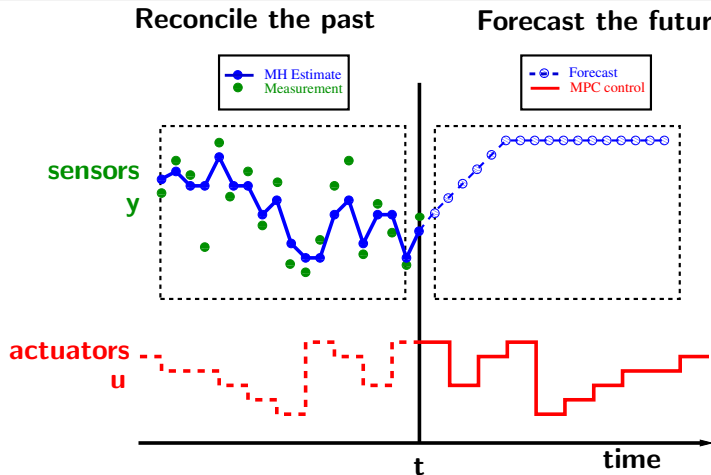 Reconcile the past
Forecast the futur
MH Estimate
Measurement
Forecast
MPC control
sensors
y
actuators
u
t
time